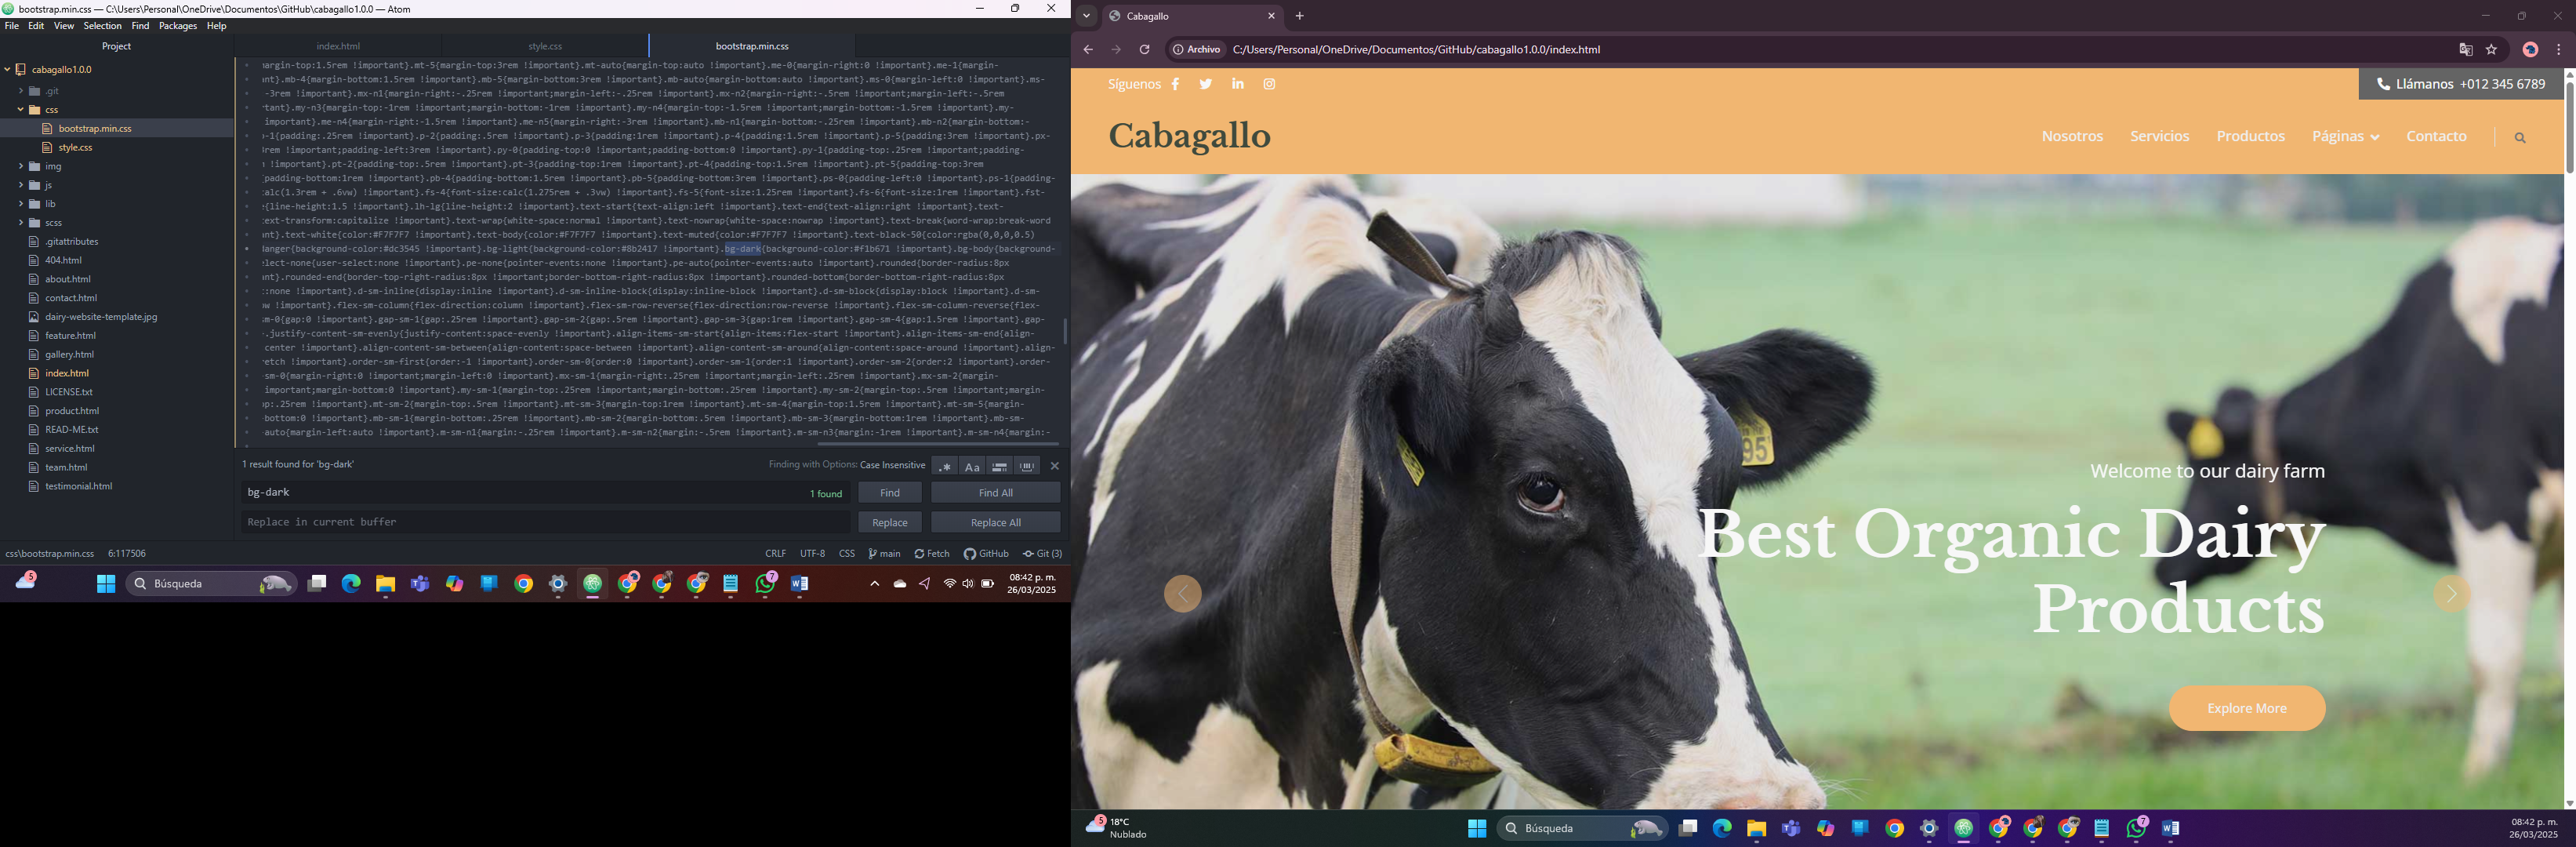 bootstrap.min.css — C:\Users\Personal\OneDrive\Documentos\GitHub\cabagallo1.0.0 — Atom
File Edit View Selection Find Packages Help
Project
index.html
style.css
bootstrap.min.css
cabagallo1.0.0
.git
css
bootstrap.min.css
style.css
img
js
lib
scss
.gitattributes
404.html
about.html
contact.html
dairy-website-template.jpg
feature.html
gallery.html
index.html
LICENSE.txt
product.html
READ-ME.txt
service.html
team.html
testimonial.html
margin-top:1.5rem !important}.mt-5{margin-top:3rem !important}.mt-auto{margin-top:auto !important}.me-0{margin-right:0 !important}.me-1{margin-
ant}.mb-4{margin-bottom:1.5rem !important}.mb-5{margin-bottom:3rem !important}.mb-auto{margin-bottom:auto !important}.ms-0{margin-left:0 !important}.ms-
-3rem !important}.mx-n1{margin-right:-.25rem !important;margin-left:-.25rem !important}.mx-n2{margin-right:-.5rem !important;margin-left:-.5rem
tant}.my-n3{margin-top:-1rem !important;margin-bottom:-1rem !important}.my-n4{margin-top:-1.5rem !important;margin-bottom:-1.5rem !important}.my-
important}.me-n4{margin-right:-1.5rem !important}.me-n5{margin-right:-3rem !important}.mb-n1{margin-bottom:-.25rem !important}.mb-n2{margin-bottom:-
p-1{padding:.25rem !important}.p-2{padding:.5rem !important}.p-3{padding:1rem !important}.p-4{padding:1.5rem !important}.p-5{padding:3rem !important}.px-
3rem !important;padding-left:3rem !important}.py-0{padding-top:0 !important;padding-bottom:0 !important}.py-1{padding-top:.25rem !important;padding-
!important}.pt-2{padding-top:.5rem !important}.pt-3{padding-top:1rem !important}.pt-4{padding-top:1.5rem !important}.pt-5{padding-top:3rem
{padding-bottom:1rem !important}.pb-4{padding-bottom:1.5rem !important}.pb-5{padding-bottom:3rem !important}.ps-0{padding-left:0 !important}.ps-1{padding-
calc(1.3rem + .6vw) !important}.fs-4{font-size:calc(1.275rem + .3vw) !important}.fs-5{font-size:1.25rem !important}.fs-6{font-size:1rem !important}.fst-
{line-height:1.5 !important}.lh-lg{line-height:2 !important}.text-start{text-align:left !important}.text-end{text-align:right !important}.text-
text-transform:capitalize !important}.text-wrap{white-space:normal !important}.text-nowrap{white-space:nowrap !important}.text-break{word-wrap:break-word
nt}.text-white{color:#F7F7F7 !important}.text-body{color:#F7F7F7 !important}.text-muted{color:#F7F7F7 !important}.text-black-50{color:rgba(0,0,0,0.5)
danger{background-color:#dc3545 !important}.bg-light{background-color:#8b2417 !important}.bg-dark{background-color:#f1b671 !important}.bg-body{background-
elect-none{user-select:none !important}.pe-none{pointer-events:none !important}.pe-auto{pointer-events:auto !important}.rounded{border-radius:8px
nt}.rounded-end{border-top-right-radius:8px !important;border-bottom-right-radius:8px !important}.rounded-bottom{border-bottom-right-radius:8px
:none !important}.d-sm-inline{display:inline !important}.d-sm-inline-block{display:inline-block !important}.d-sm-block{display:block !important}.d-sm-
w !important}.flex-sm-column{flex-direction:column !important}.flex-sm-row-reverse{flex-direction:row-reverse !important}.flex-sm-column-reverse{flex-
sm-0{gap:0 !important}.gap-sm-1{gap:.25rem !important}.gap-sm-2{gap:.5rem !important}.gap-sm-3{gap:1rem !important}.gap-sm-4{gap:1.5rem !important}.
.justify-content-sm-evenly{justify-content:space-evenly !important}.align-items-sm-start{align-items:flex-start !important}.align-items-sm-end{align-
center !important}.align-content-sm-between{align-content:space-between !important}.align-content-sm-around{align-content:space-around !important}.align-
etch !important}.order-sm-first{order:-1 !important}.order-sm-0{order:0 !important}.order-sm-1{order:1 !important}.order-sm-2{order:2 !important}.order-
sm-0{margin-right:0 !important;margin-left:0 !important}.mx-sm-1{margin-right:.25rem !important;margin-left:.25rem !important}.mx-sm-2{margin-
mportant;margin-bottom:0 !important}.my-sm-1{margin-top:.25rem !important;margin-bottom:.25rem !important}.my-sm-2{margin-top:.5rem !important;margin-
op:.25rem !important}.mt-sm-2{margin-top:.5rem !important}.mt-sm-3{margin-top:1rem !important}.mt-sm-4{margin-top:1.5rem !important}.mt-sm-5{margin-
bottom:0 !important}.mb-sm-1{margin-bottom:.25rem !important}.mb-sm-2{margin-bottom:.5rem !important}.mb-sm-3{margin-bottom:1rem !important}.mb-sm-
auto{margin-left:auto !important}.m-sm-n1{margin:-.25rem !important}.m-sm-n2{margin:-.5rem !important}.m-sm-n3{margin:-1rem !important}.m-sm-n4{margin:-
1 result found for 'bg-dark'
Finding with Options: Case Insensitive
.* Aa
bg-dark
1 found
Find
Find All
Replace in current buffer
Replace
Replace All
css\bootstrap.min.css 6:117506
CRLF UTF-8 CSS main Fetch GitHub Git (3)
5
Búsqueda
7
08:42 p. m.
26/03/2025
Cabagallo
Archivo
C:/Users/Personal/OneDrive/Documentos/GitHub/cabagallo1.0.0/index.html
Síguenos
Llámanos +012 345 6789
Cabagallo
Nosotros Servicios Productos Páginas Contacto
95
Welcome to our dairy farm
Best Organic Dairy
Products
Explore More
5
18°C
Nublado
Búsqueda
7
08:42 p. m.
26/03/2025